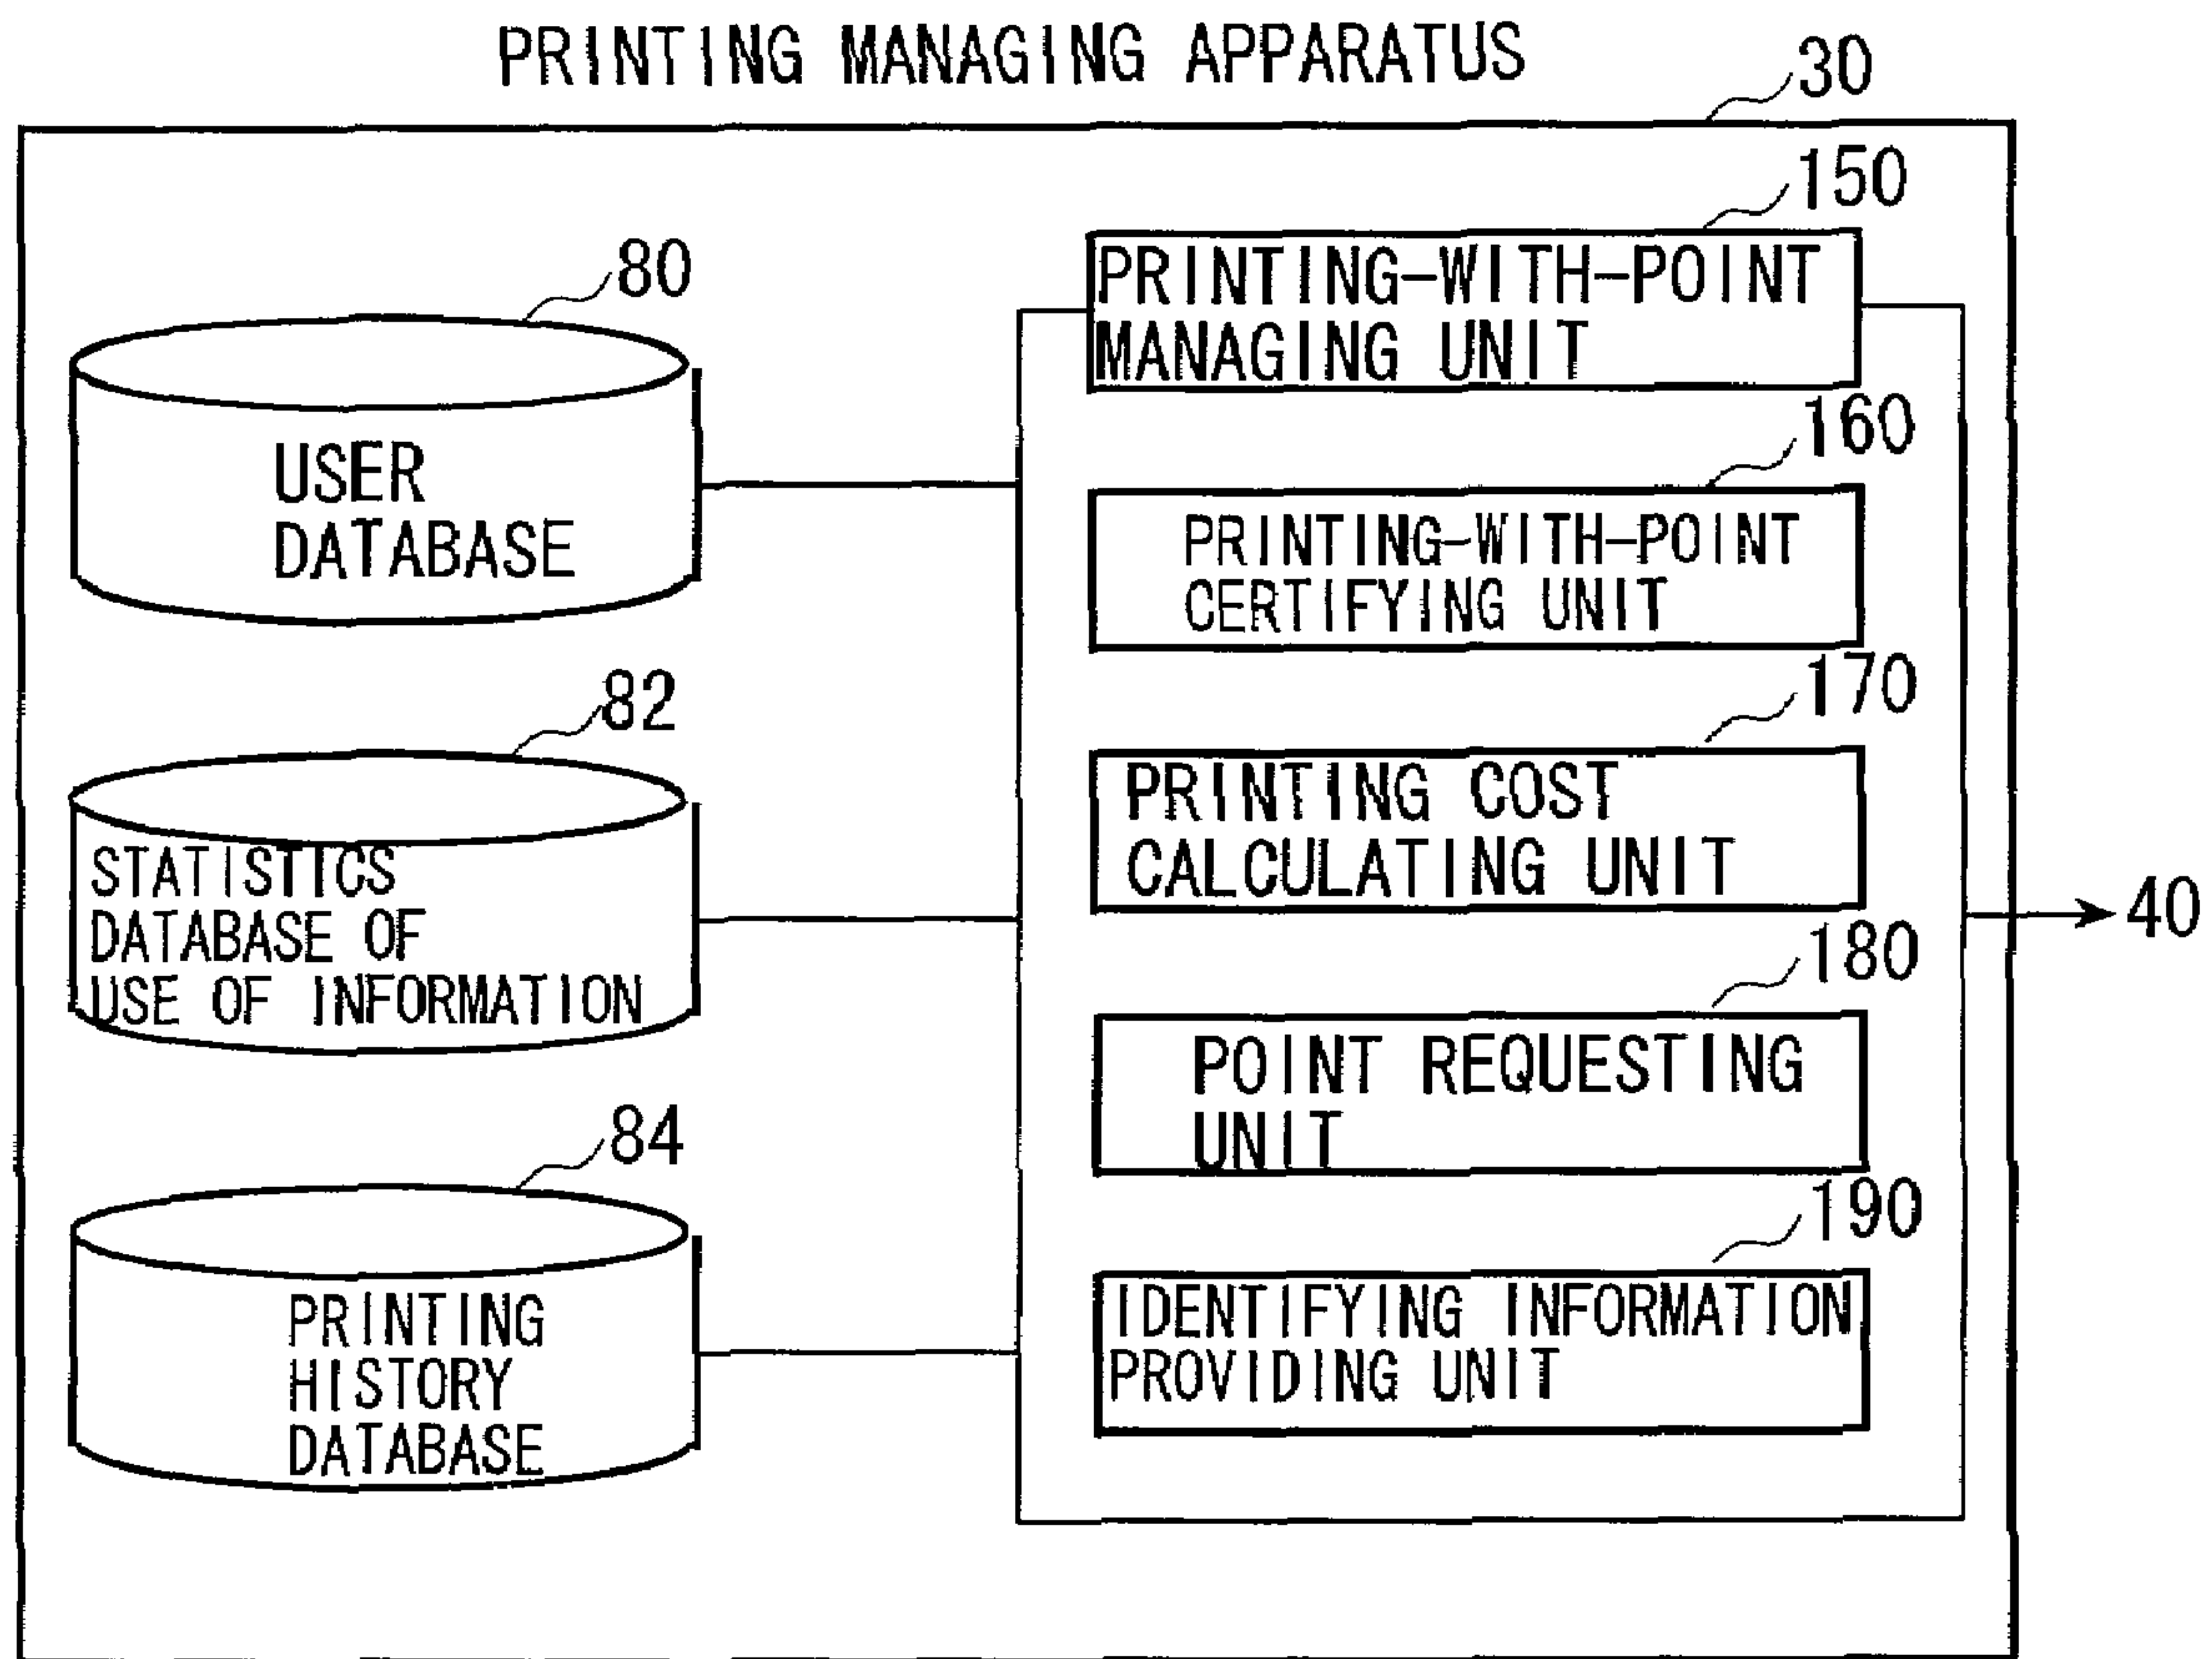 PRINTING MANAGING APPARATUS
30
80
USER
DATABASE
82
STATISTICS
DATABASE OF
USE OF INFORMATION
84
PRINTING
HISTORY
DATABASE
150
PRINTING-WITH-POINT
MANAGING UNIT
160
PRINTING-WITH-POINT
CERTIFYING UNIT
170
PRINTING COST
CALCULATING UNIT
180
POINT REQUESTING
UNIT
190
IDENTIFYING INFORMATION
PROVIDING UNIT
40